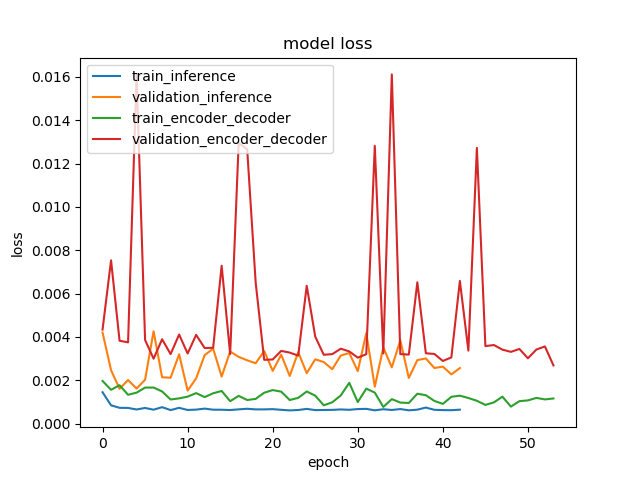 model loss
train_inference
validation_inference
train_encoder_decoder
validation_encoder_decoder
loss
0.016
0.014
0.012
0.010
0.008
0.006
0.004
0.002
0.000
0 10 20 30 40 50
epoch